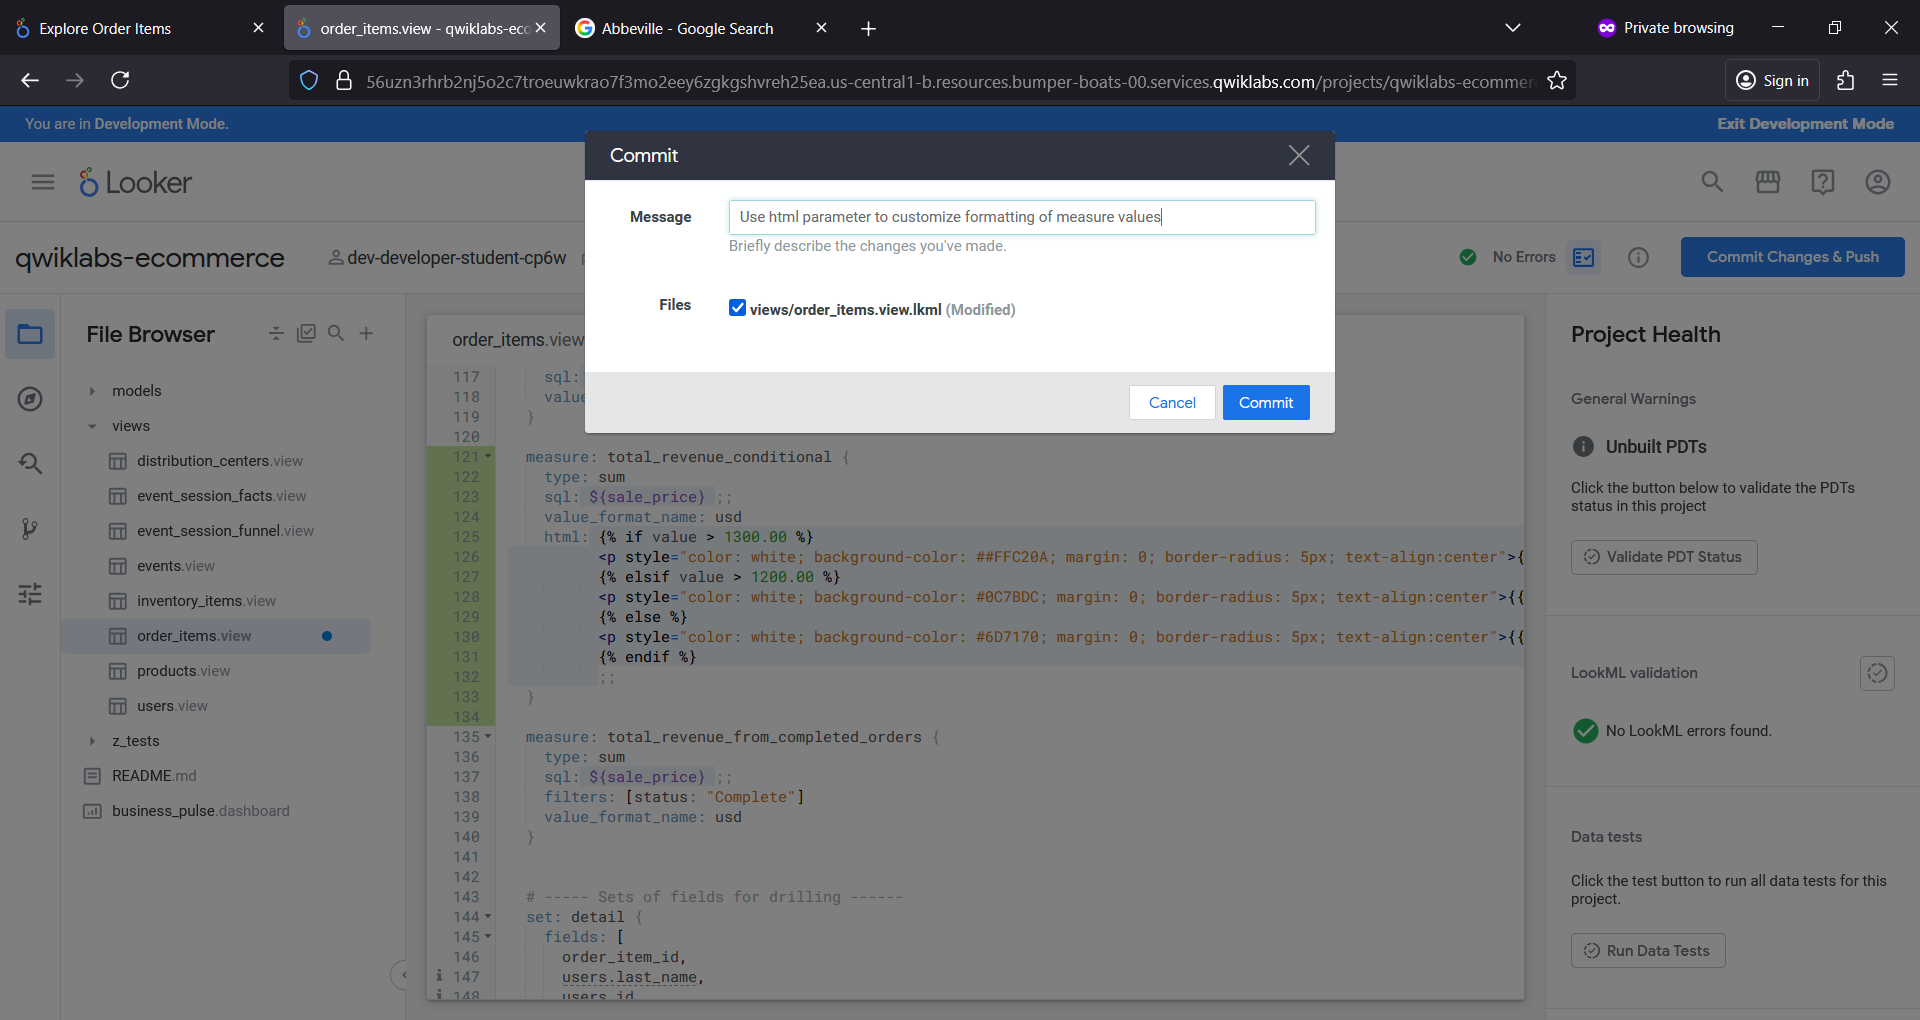 Explore Order Items
order_items.view - qwiklabs-eco
Abbeville - Google Search
Private browsing
56uzn3rhrb2nj5o2c7troeuwkrao7f3mo2eey6zgkgshvreh25ea.us-central1-b.resources.bumper-boats-00.services.qwiklabs.com/projects/qwiklabs-ecommer
Sign in
You are in Development Mode.
Exit Development Mode
Looker
qwiklabs-ecommerce
dev-developer-student-cp6w
No Errors
Commit Changes & Push
Commit
Message
Use html parameter to customize formatting of measure values
Briefly describe the changes you've made.
Files
views/order_items.view.lkml (Modified)
Cancel
Commit
File Browser
models
views
distribution_centers.view
event_session_facts.view
event_session_funnel.view
events.view
inventory_items.view
order_items.view
products.view
users.view
z_tests
README.md
business_pulse.dashboard
order_items.view
117 sql:
118 value
119 }
120
121 measure: total_revenue_conditional {
122 type: sum
123 sql: ${sale_price} ;;
124 value_format_name: usd
125 html: {% if value > 1300.00 %}
126 <p style="color: white; background-color: ##FFC20A; margin: 0; border-radius: 5px; text-align:center">{
127 {% elsif value > 1200.00 %}
128 <p style="color: white; background-color: #0C7BDC; margin: 0; border-radius: 5px; text-align:center">{{
129 {% else %}
130 <p style="color: white; background-color: #6D7170; margin: 0; border-radius: 5px; text-align:center">{{
131 {% endif %}
132 ;;
133 }
134
135 measure: total_revenue_from_completed_orders {
136 type: sum
137 sql: ${sale_price} ;;
138 filters: [status: "Complete"]
139 value_format_name: usd
140 }
141
142
143 # ----- Sets of fields for drilling ------
144 set: detail {
145 fields: [
146 order_item_id,
147 users.last_name,
148 users.id
Project Health
General Warnings
Unbuilt PDTs
Click the button below to validate the PDTs
status in this project
Validate PDT Status
LookML validation
No LookML errors found.
Data tests
Click the test button to run all data tests for this
project.
Run Data Tests